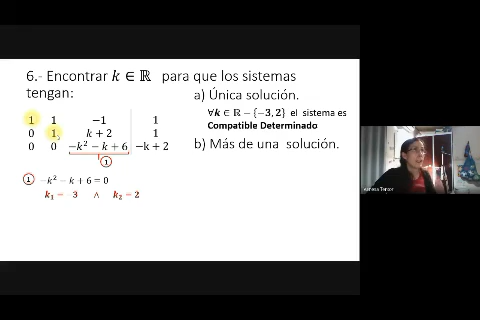 6.- Encontrar k ∈ ℝ para que los sistemas
tengan:
a) Única solución.
∀k ∈ ℝ − {−3, 2} el sistema es
Compatible Determinado
b) Más de una solución.
1 1 −1 1
0 1 k + 2 1
0 0 −k² − k + 6 −k + 2
1
1 −k² − k + 6 = 0
k₁ = −3 ∧ k₂ = 2